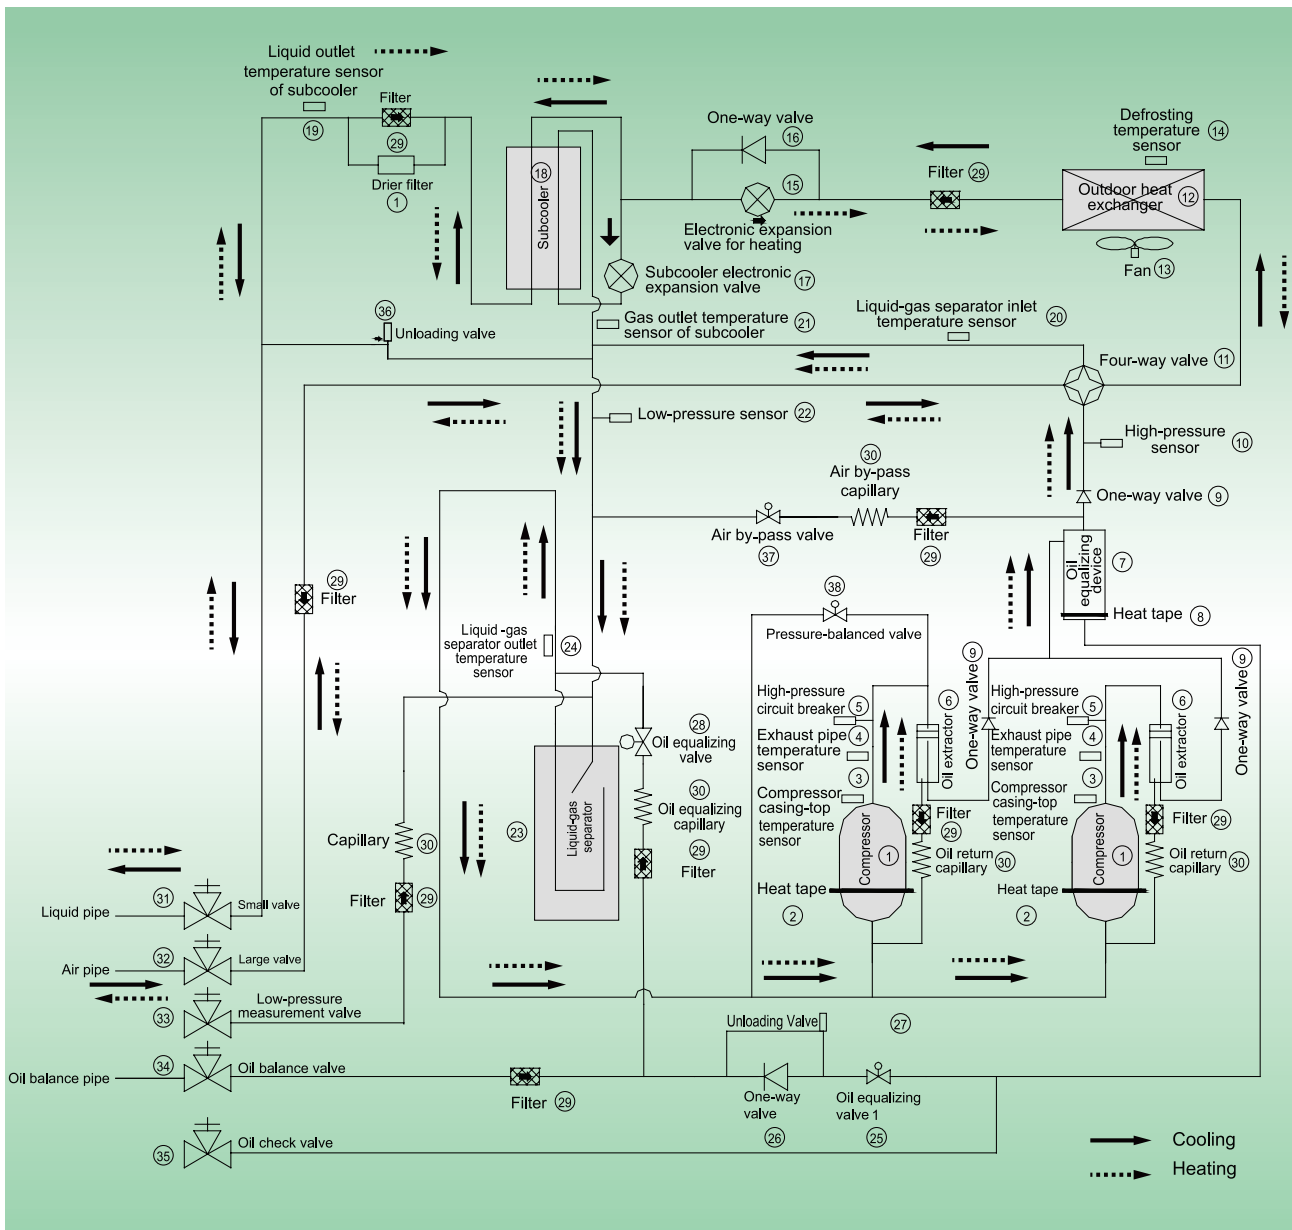 Liquid outlet
temperature sensor
of subcooler
19
Filter
29
Drier filter
1
18
Subcooler
One-way valve
16
15
Electronic expansion
valve for heating
Filter 29
Defrosting
temperature
sensor
14
Outdoor heat
exchanger
12
Fan 13
Subcooler electronic
expansion valve
17
36
Unloading valve
Gas outlet temperature
sensor of subcooler
21
Liquid-gas separator inlet
temperature sensor
20
Four-way valve
11
Low-pressure sensor
22
High-pressure
sensor
10
30
Air by-pass
capillary
One-way valve 9
Air by-pass valve
37
Filter
29
Oil
equalizing
device
7
29
Filter
38
Pressure-balanced valve
Heat tape 8
Liquid -gas
separator outlet
temperature
sensor
24
9
One-way valve
9
One-way valve
High-pressure
circuit breaker
5
6
Oil extractor
High-pressure
circuit breaker
5
6
Oil extractor
28
Oil equalizing
valve
Exhaust pipe
temperature
sensor
4
Exhaust pipe
temperature
sensor
4
3
Compressor
casing-top
temperature
sensor
3
Compressor
casing-top
temperature
sensor
30
Oil equalizing
capillary
Filter
29
Filter 29
23
Liquid-gas
separator
Capillary
30
29
Filter
1
Compressor
Oil return
capillary
30
1
Compressor
Oil return
capillary
30
Heat tape
2
Heat tape
2
Filter
29
31
Small valve
Liquid pipe
32
Large valve
Air pipe
Low-pressure
measurement valve
33
Unloading Valve
27
34
Oil balance valve
Oil balance pipe
Filter 29
One-way
valve
26
Oil equalizing
valve 1
25
35
Oil check valve
Cooling
Heating